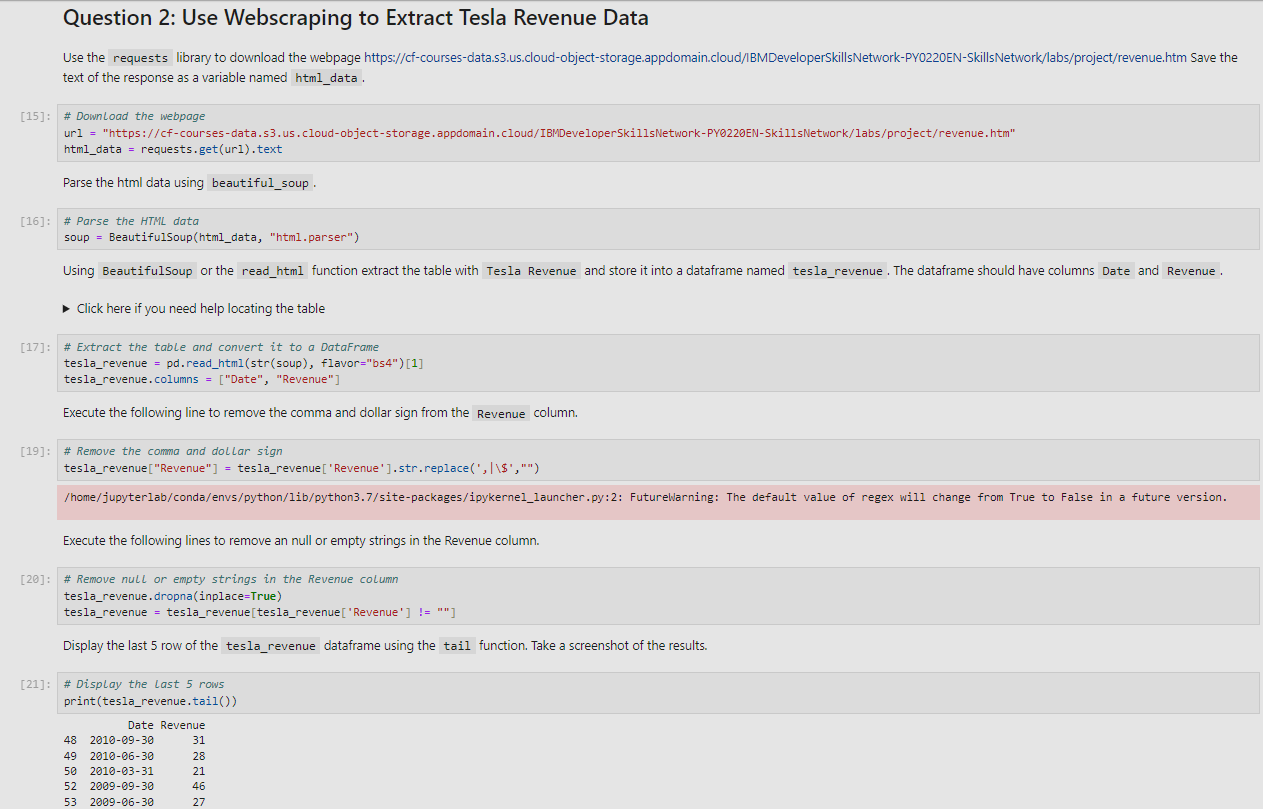 Question 2: Use Webscraping to Extract Tesla Revenue Data
Use the requests library to download the webpage https://cf-courses-data.s3.us.cloud-object-storage.appdomain.cloud/IBMDeveloperSkillsNetwork-PY0220EN-SkillsNetwork/labs/project/revenue.htm Save the
text of the response as a variable named html_data.
[15]: # Download the webpage
url = "https://cf-courses-data.s3.us.cloud-object-storage.appdomain.cloud/IBMDeveloperSkillsNetwork-PY0220EN-SkillsNetwork/labs/project/revenue.htm"
html_data = requests.get(url).text
Parse the html data using beautiful_soup.
[16]: # Parse the HTML data
soup = BeautifulSoup(html_data, "html.parser")
Using BeautifulSoup or the read_html function extract the table with Tesla Revenue and store it into a dataframe named tesla_revenue. The dataframe should have columns Date and Revenue.
▶ Click here if you need help locating the table
[17]: # Extract the table and convert it to a DataFrame
tesla_revenue = pd.read_html(str(soup), flavor="bs4")[1]
tesla_revenue.columns = ["Date", "Revenue"]
Execute the following line to remove the comma and dollar sign from the Revenue column.
[19]: # Remove the comma and dollar sign
tesla_revenue["Revenue"] = tesla_revenue['Revenue'].str.replace(',|\$',"")
/home/jupyterlab/conda/envs/python/lib/python3.7/site-packages/ipykernel_launcher.py:2: FutureWarning: The default value of regex will change from True to False in a future version.
Execute the following lines to remove an null or empty strings in the Revenue column.
[20]: # Remove null or empty strings in the Revenue column
tesla_revenue.dropna(inplace=True)
tesla_revenue = tesla_revenue[tesla_revenue['Revenue'] != ""]
Display the last 5 row of the tesla_revenue dataframe using the tail function. Take a screenshot of the results.
[21]: # Display the last 5 rows
print(tesla_revenue.tail())
Date Revenue
48 2010-09-30 31
49 2010-06-30 28
50 2010-03-31 21
52 2009-09-30 46
53 2009-06-30 27